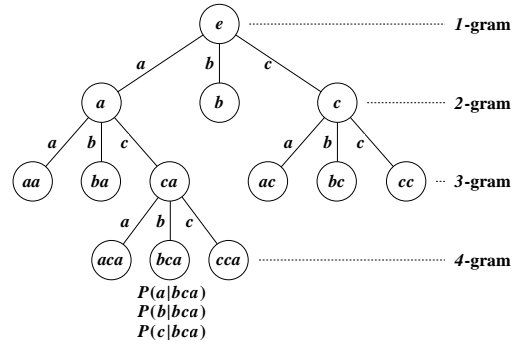 e 1-gram
a b c
a b c 2-gram
a b c a b c
aa ba ca ac bc cc 3-gram
a b c
aca bca cca 4-gram
P(a|bca)
P(b|bca)
P(c|bca)